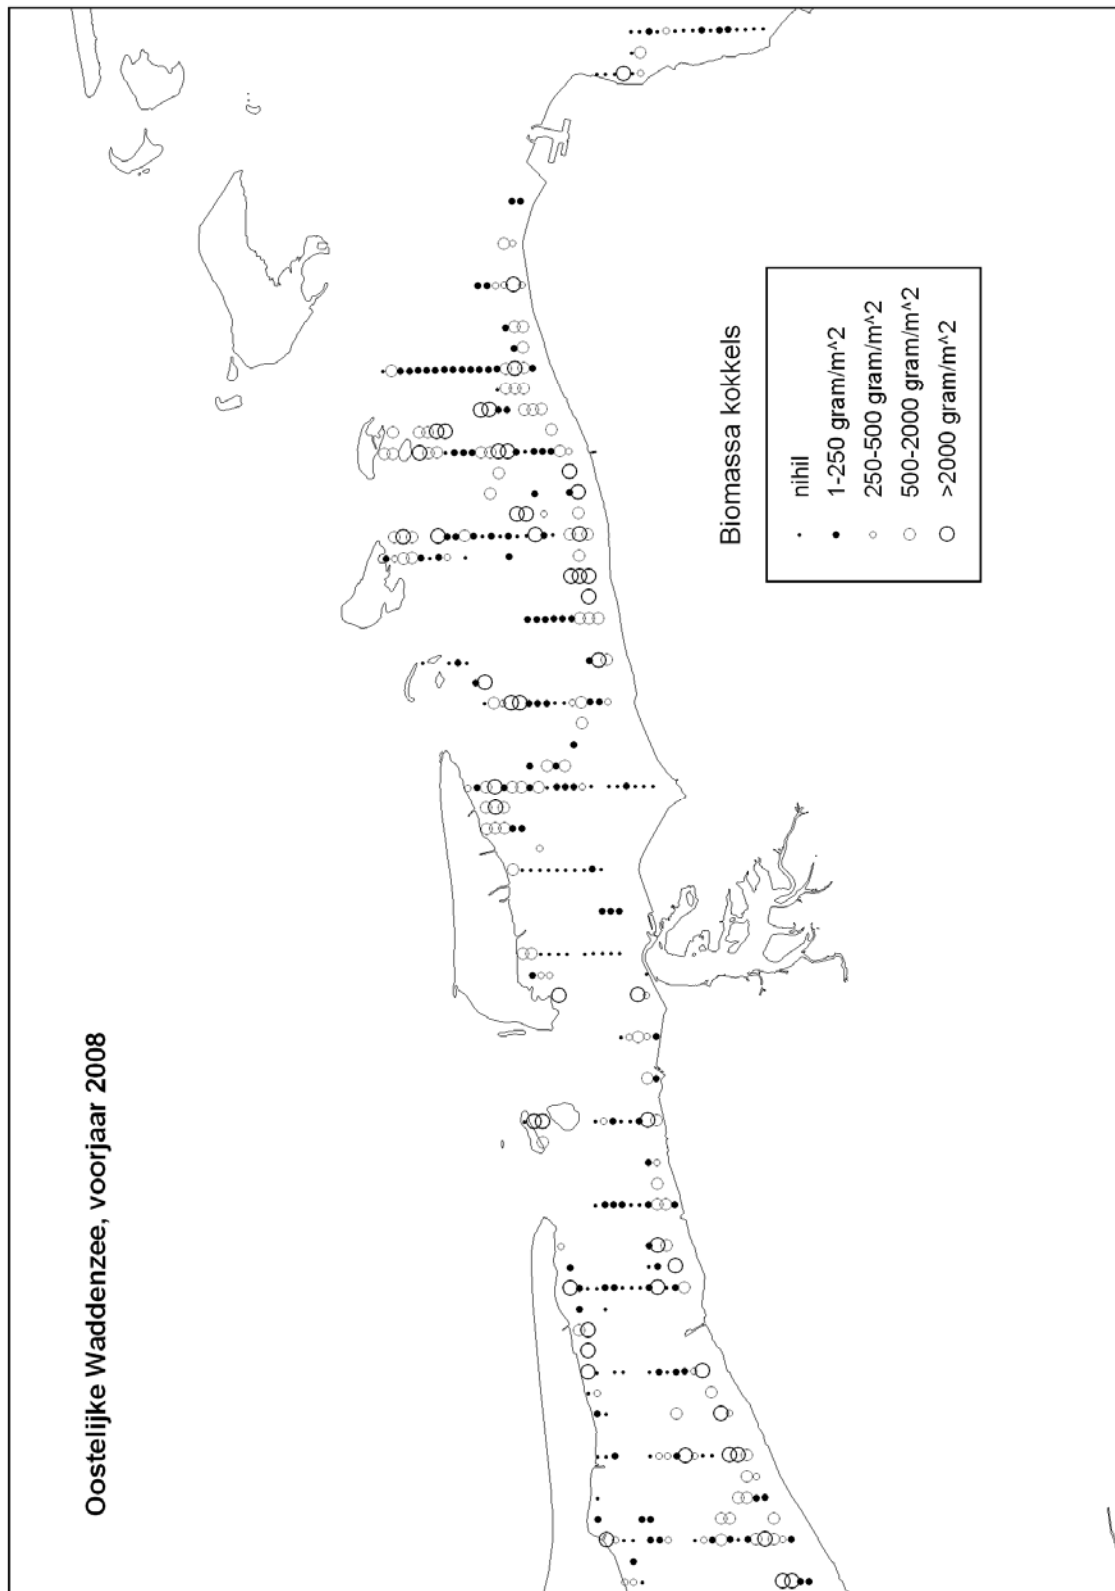 Oostelijke Waddenzee, voorjaar 2008
Biomassa kokkels
nihil
1-250 gram/m^2
250-500 gram/m^2
500-2000 gram/m^2
>2000 gram/m^2